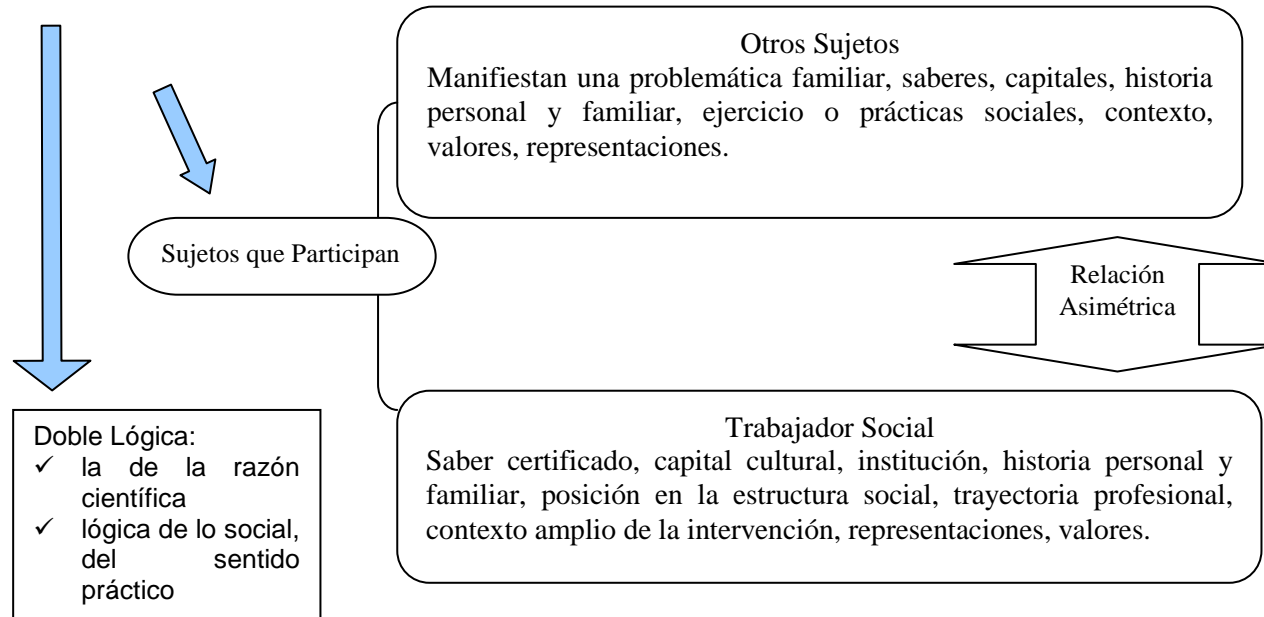 Otros Sujetos
Manifiestan una problemática familiar, saberes, capitales, historia
personal y familiar, ejercicio o prácticas sociales, contexto,
valores, representaciones.
Sujetos que Participan
Relación
Asimétrica
Trabajador Social
Saber certificado, capital cultural, institución, historia personal y
familiar, posición en la estructura social, trayectoria profesional,
contexto amplio de la intervención, representaciones, valores.
Doble Lógica:
✓ la de la razón
científica
✓ lógica de lo social,
del sentido
práctico